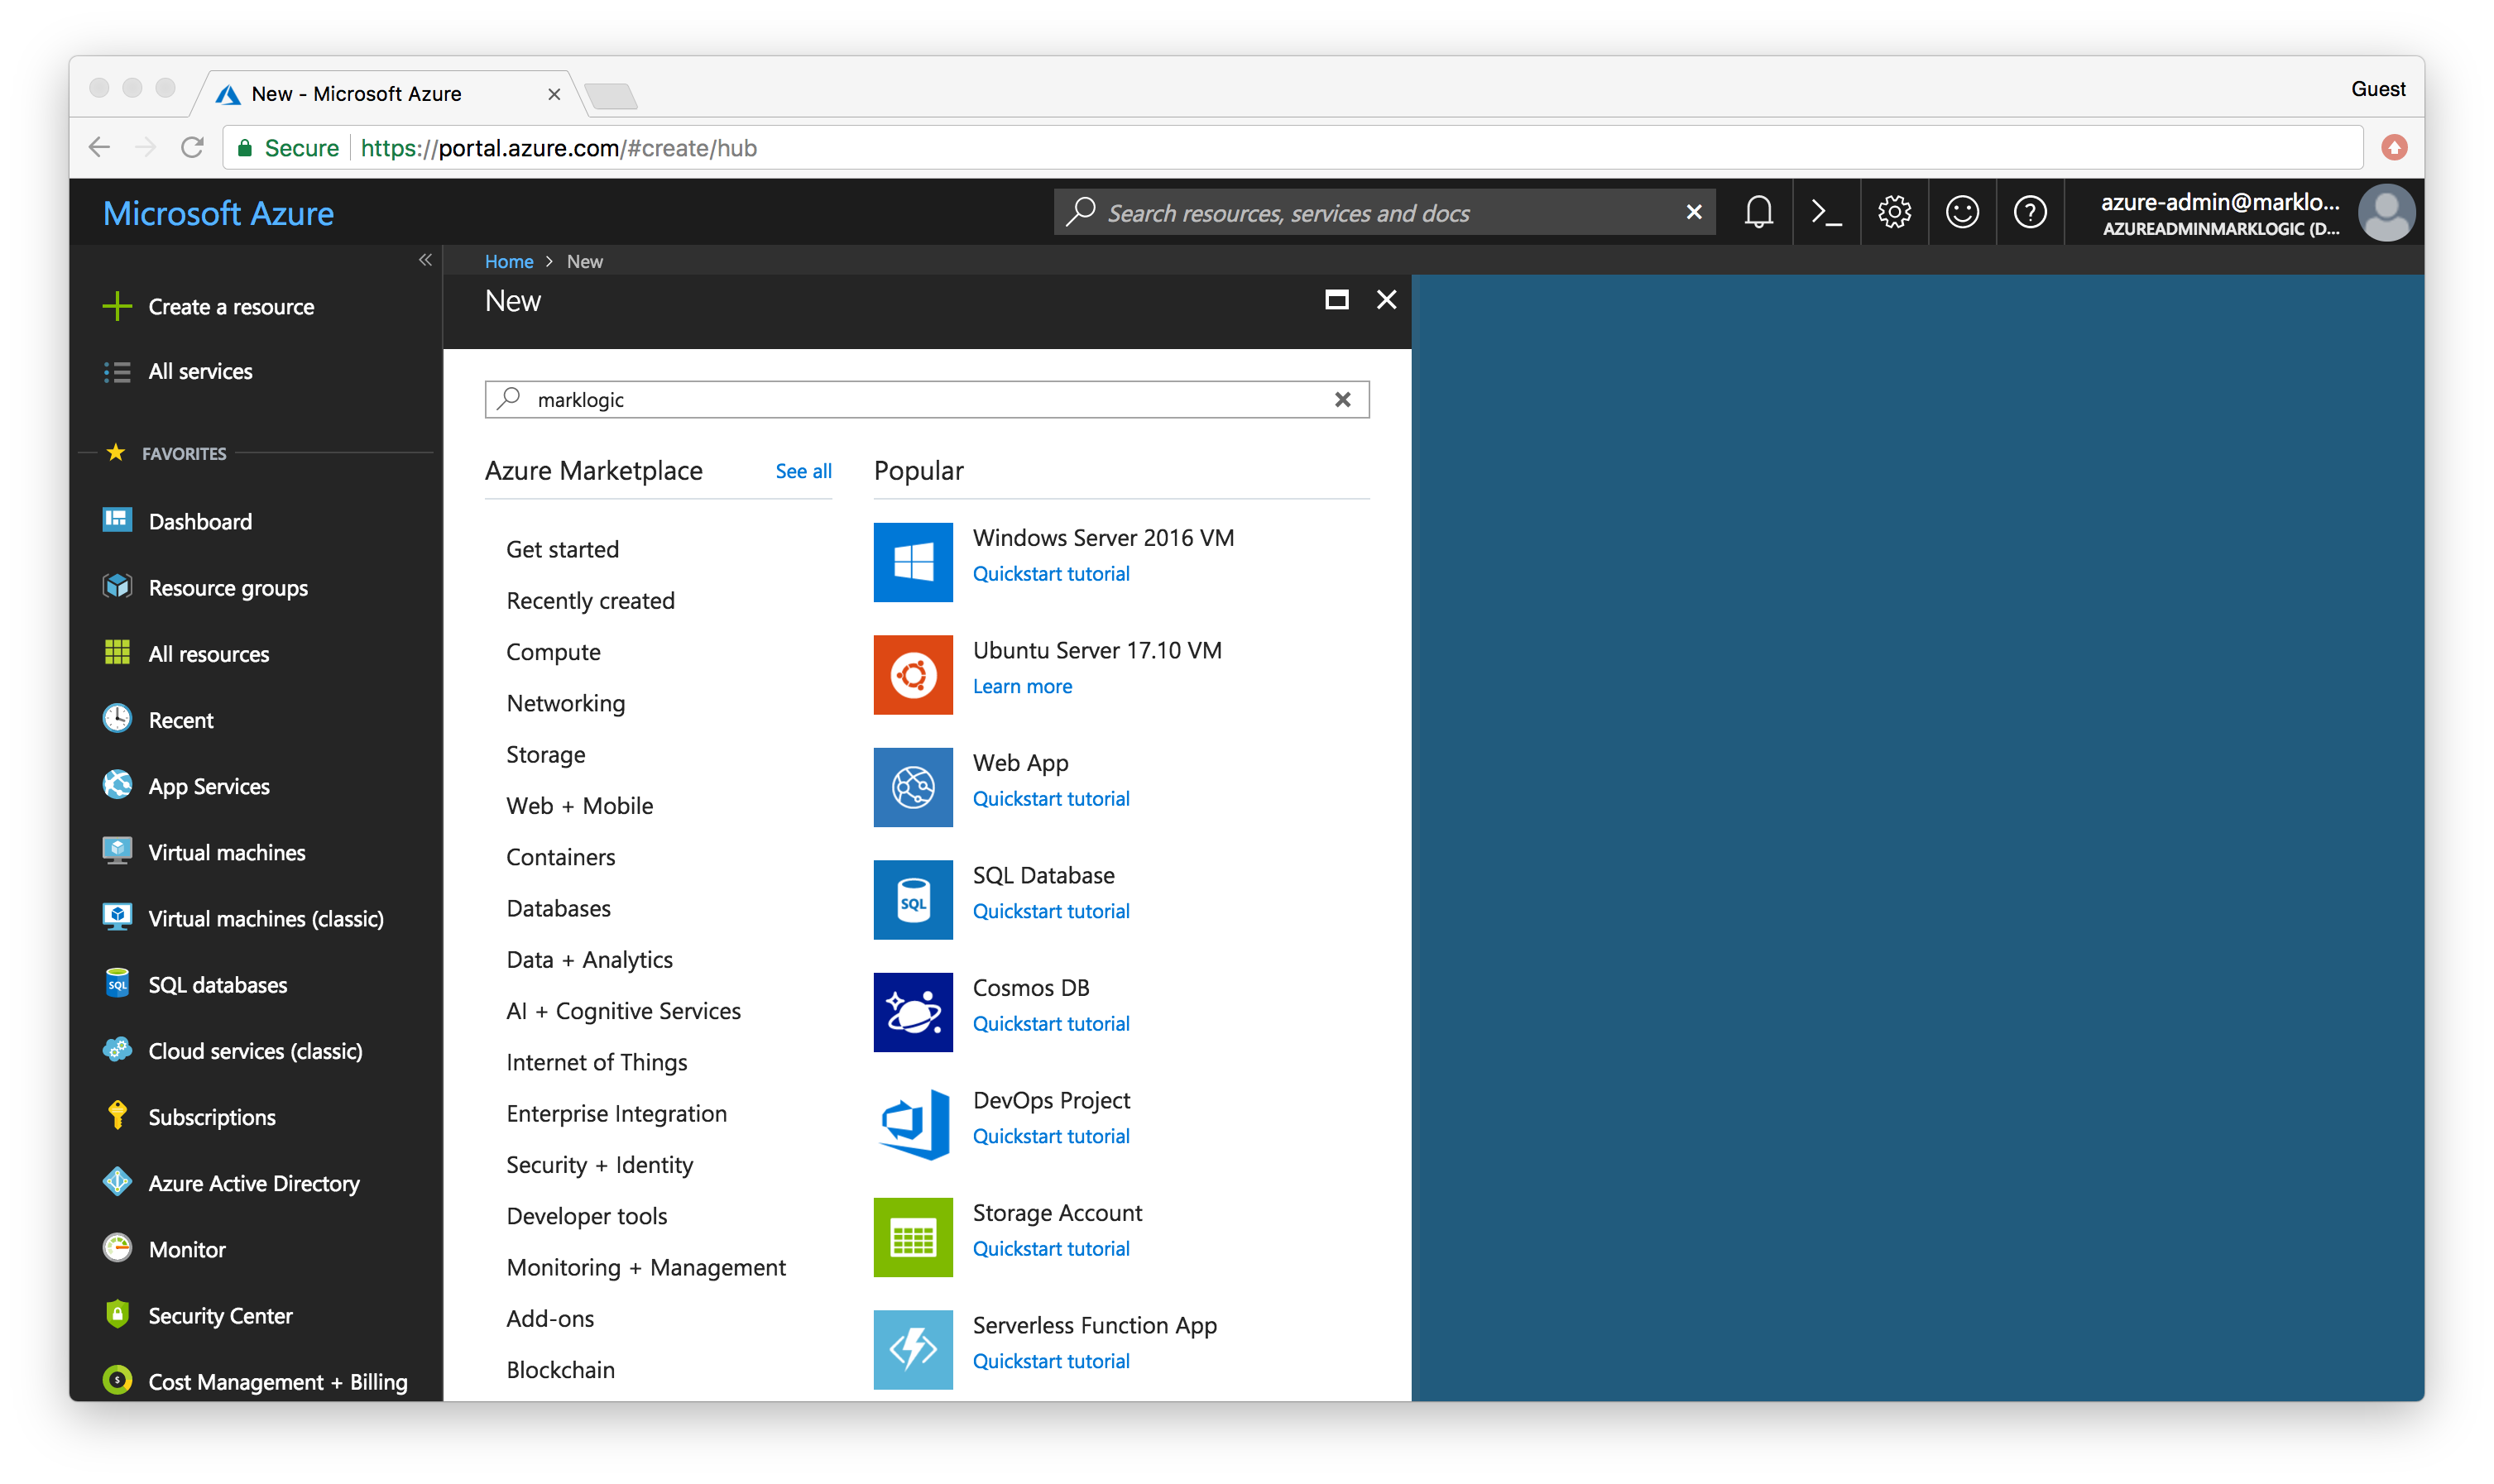 New - Microsoft Azure
Guest
Secure https://portal.azure.com/#create/hub
Microsoft Azure
Search resources, services and docs
azure-admin@marklo...
AZUREADMINMARKLOGIC (D...
Create a resource
All services
FAVORITES
Dashboard
Resource groups
All resources
Recent
App Services
Virtual machines
Virtual machines (classic)
SQL databases
Cloud services (classic)
Subscriptions
Azure Active Directory
Monitor
Security Center
Cost Management + Billing
Home > New
New
marklogic
Azure Marketplace
See all
Get started
Recently created
Compute
Networking
Storage
Web + Mobile
Containers
Databases
Data + Analytics
AI + Cognitive Services
Internet of Things
Enterprise Integration
Security + Identity
Developer tools
Monitoring + Management
Add-ons
Blockchain
Popular
Windows Server 2016 VM
Quickstart tutorial
Ubuntu Server 17.10 VM
Learn more
Web App
Quickstart tutorial
SQL
SQL Database
Quickstart tutorial
Cosmos DB
Quickstart tutorial
DevOps Project
Quickstart tutorial
Storage Account
Quickstart tutorial
Serverless Function App
Quickstart tutorial